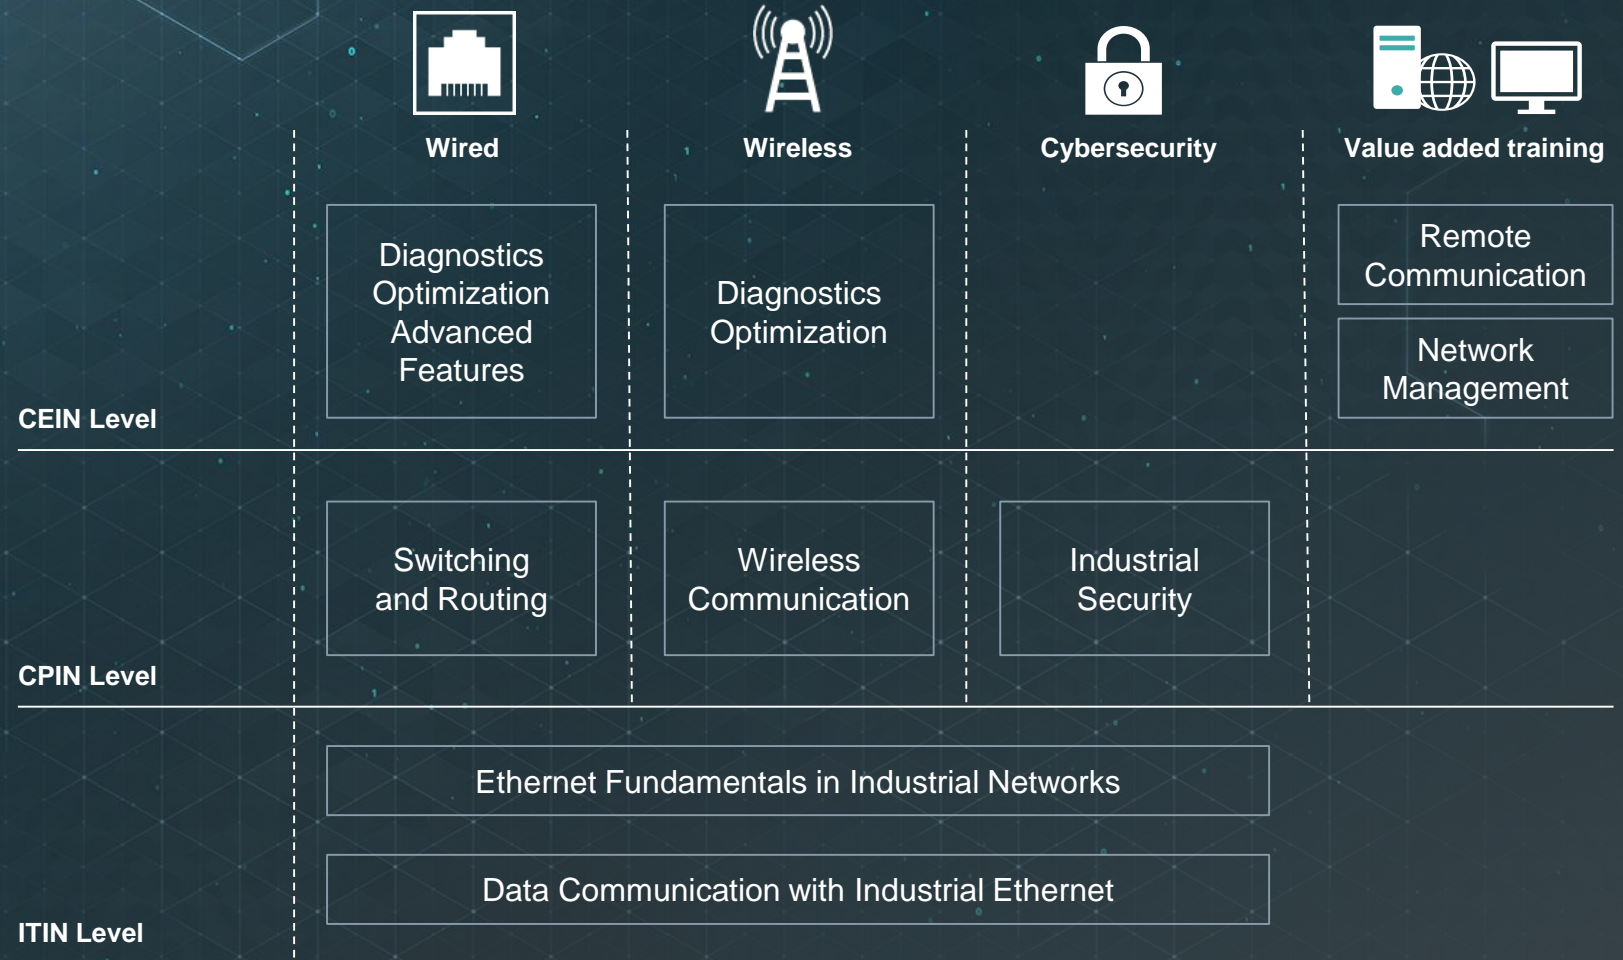 Wired
Wireless
Cybersecurity
Value added training
Diagnostics
Optimization
Advanced
Features
Diagnostics
Optimization
Remote
Communication
Network
Management
CEIN Level
Switching
and Routing
Wireless
Communication
Industrial
Security
CPIN Level
Ethernet Fundamentals in Industrial Networks
Data Communication with Industrial Ethernet
ITIN Level